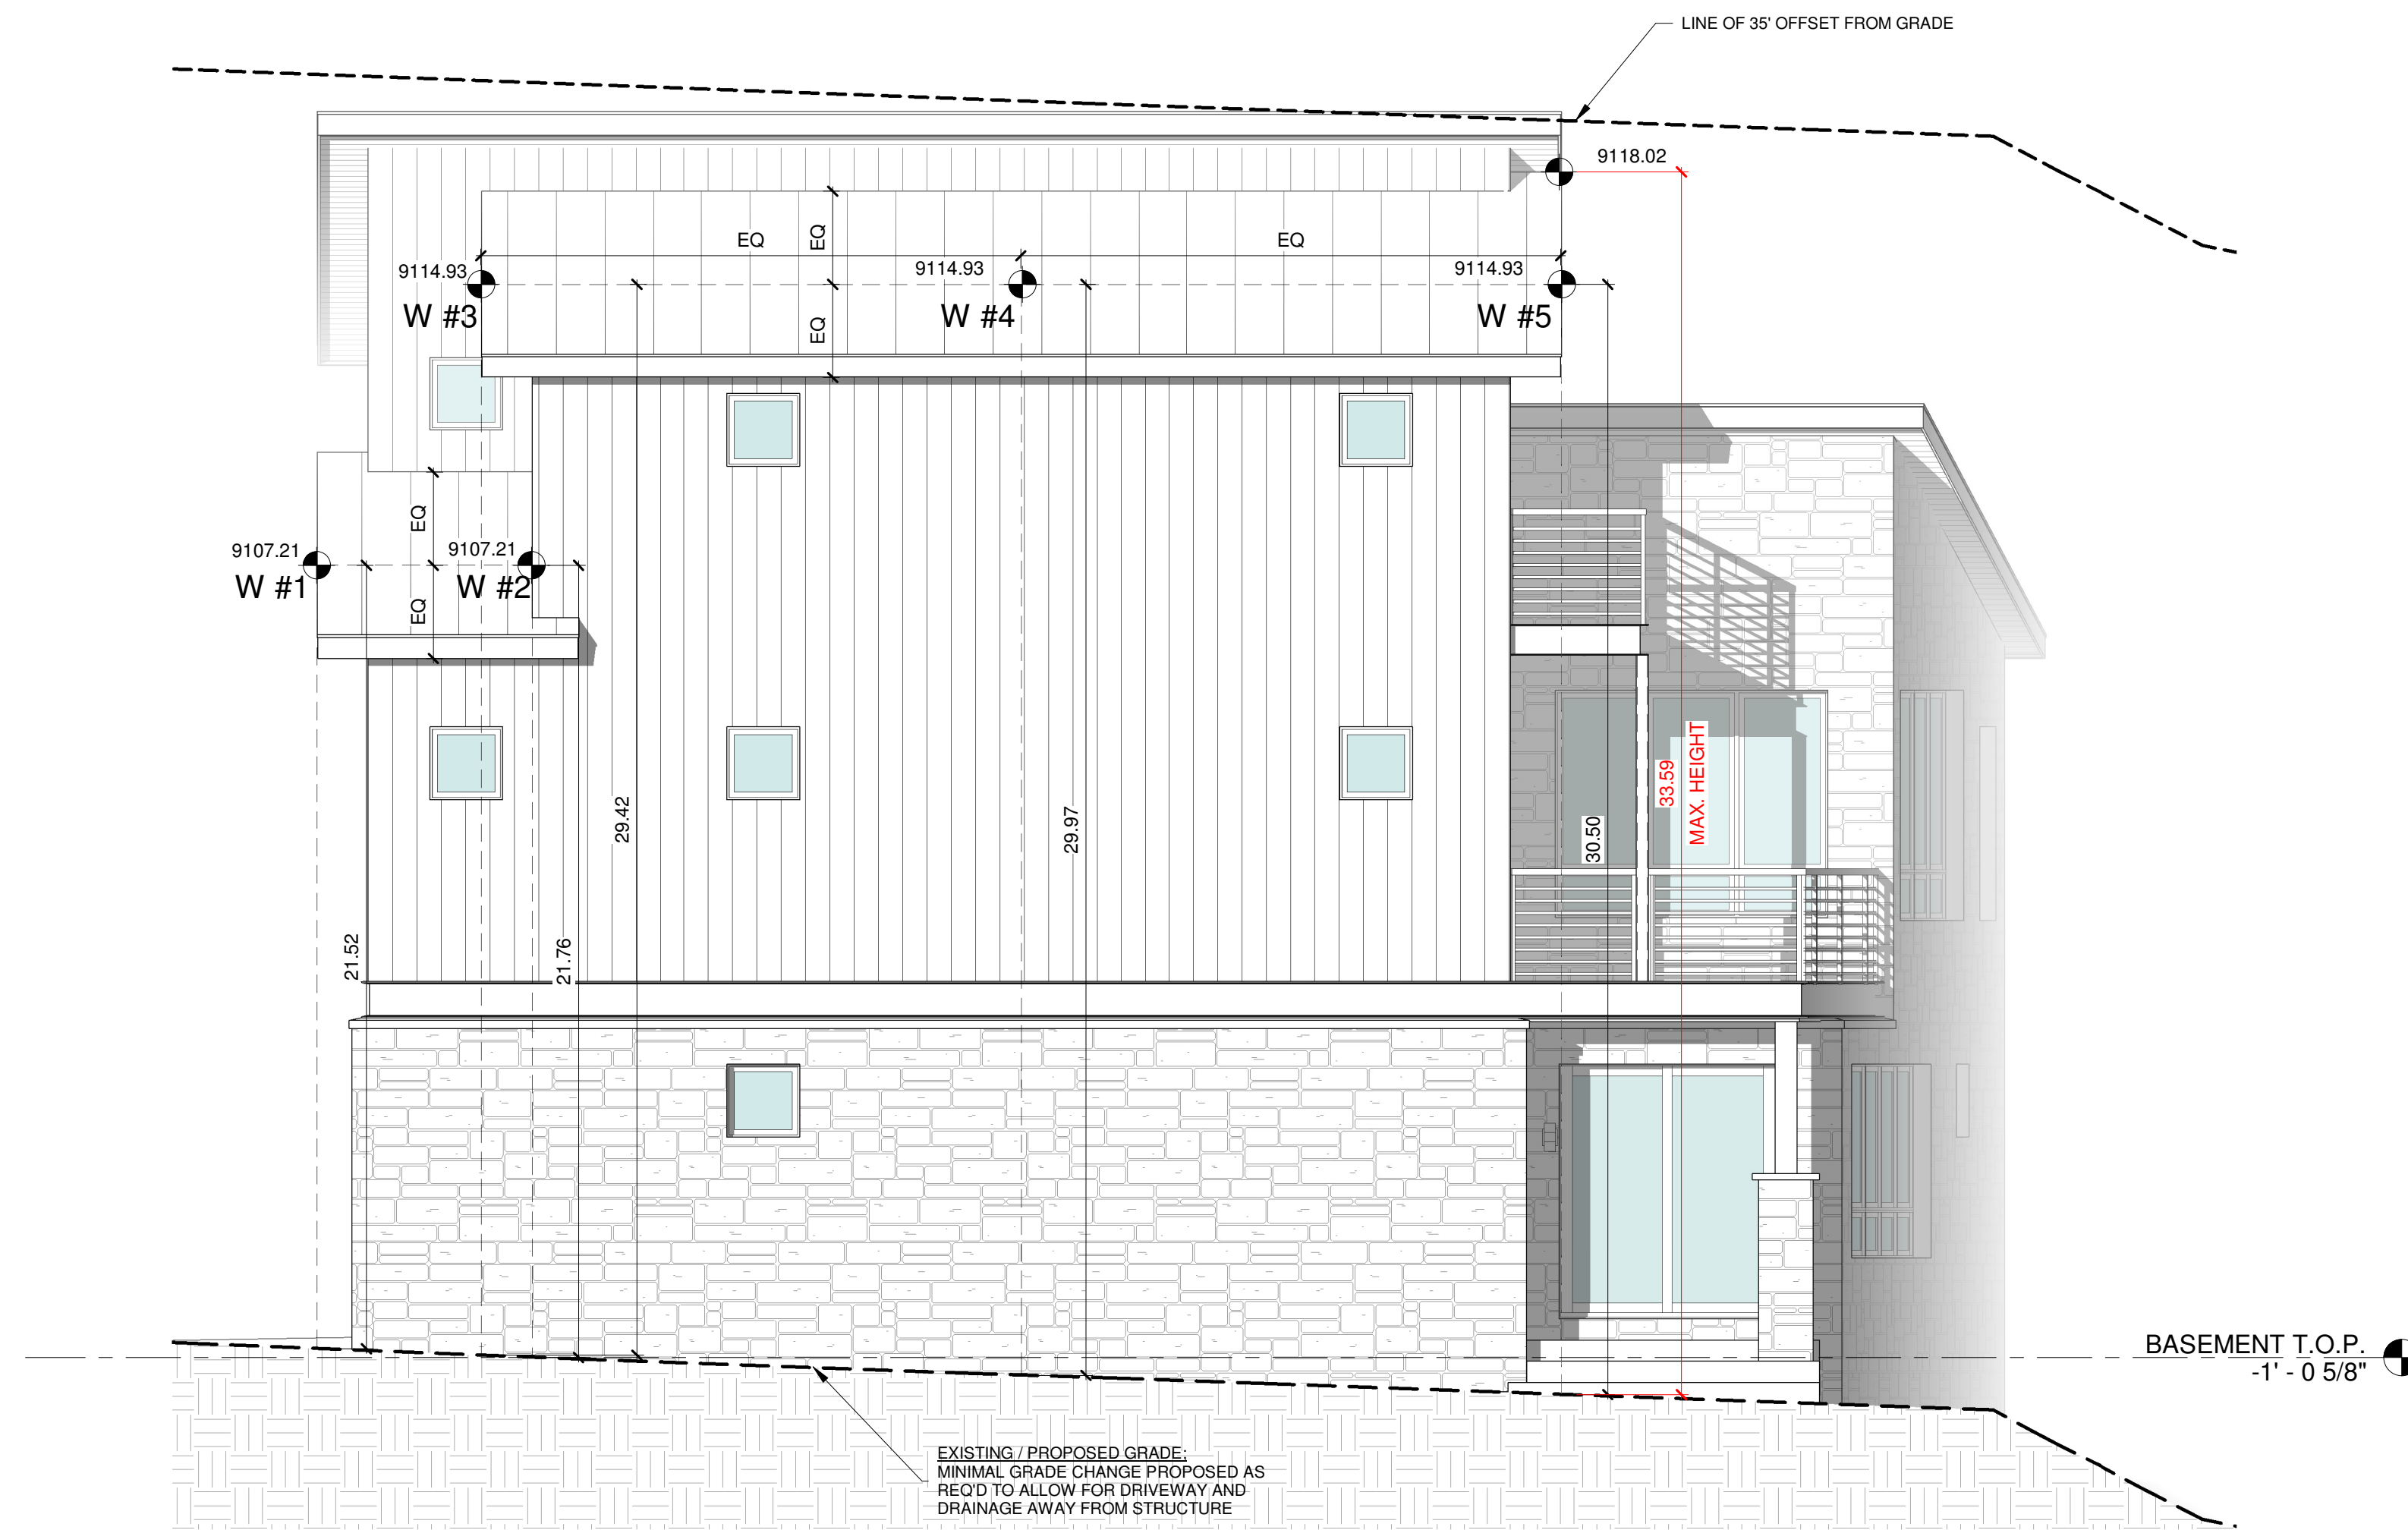 LINE OF 35' OFFSET FROM GRADE
9118.02
EQ
EQ
EQ
9114.93
9114.93
9114.93
W #3
W #4
W #5
EQ
EQ
9107.21
9107.21
W #1
W #2
EQ
33.59
MAX. HEIGHT
29.42
29.97
30.50
21.52
21.76
BASEMENT T.O.P.
-1' - 0 5/8"
EXISTING / PROPOSED GRADE:
MINIMAL GRADE CHANGE PROPOSED AS
REQ'D TO ALLOW FOR DRIVEWAY AND
DRAINAGE AWAY FROM STRUCTURE